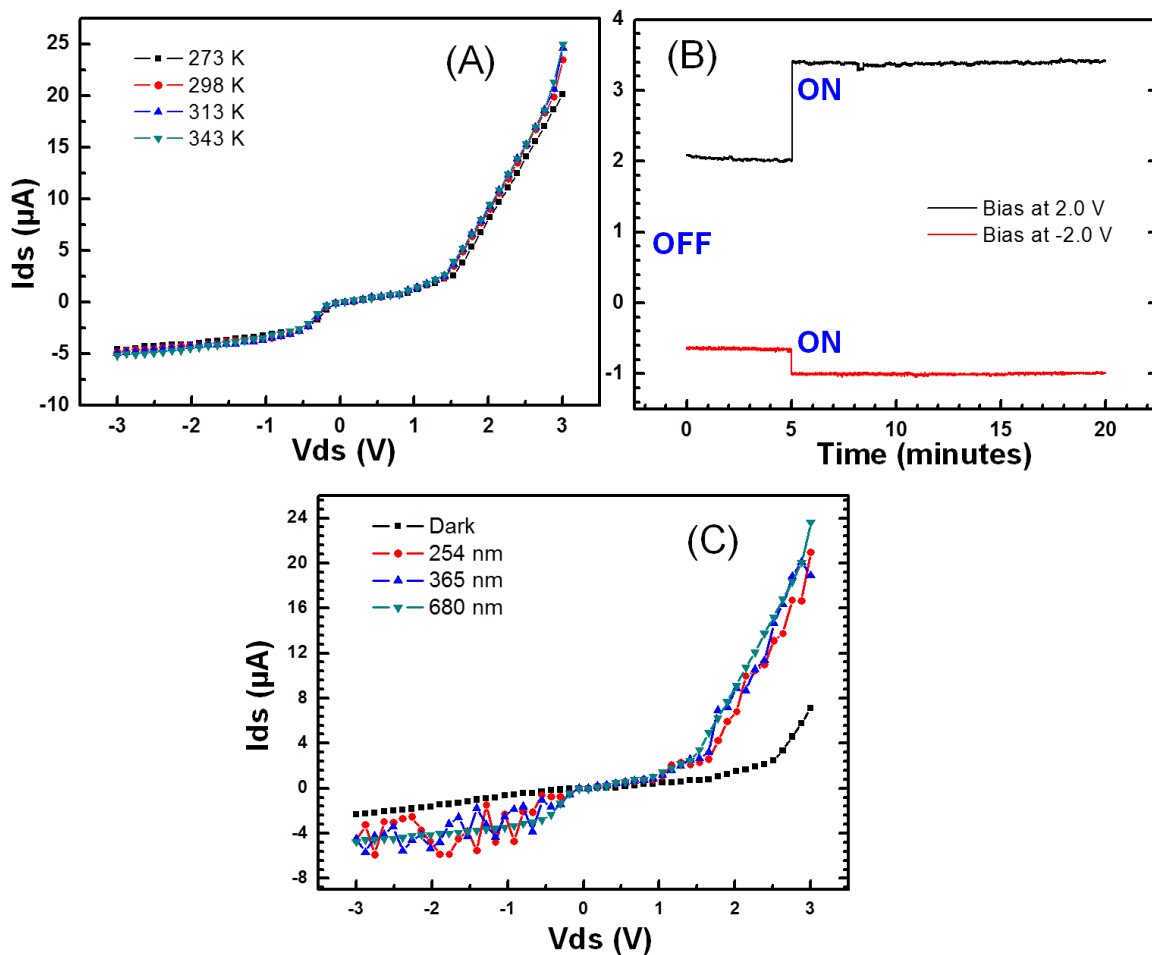 (A)
273 K
298 K
313 K
343 K
25
20
15
10
5
0
-5
-10
Ids (µA)
-3 -2 -1 0 1 2 3
Vds (V)
(B)
4
3
2
1
0
-1
ON
OFF
ON
Bias at 2.0 V
Bias at -2.0 V
0 5 10 15 20
Time (minutes)
(C)
Dark
254 nm
365 nm
680 nm
24
20
16
12
8
4
0
-4
-8
Ids (µA)
-3 -2 -1 0 1 2 3
Vds (V)